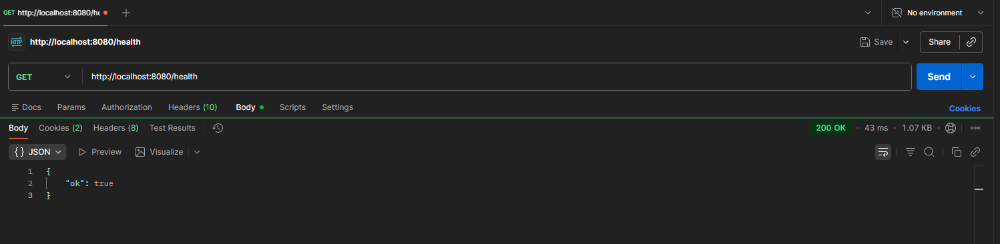 GET http://localhost:8080/he
No environment
HTTP http://localhost:8080/health
Save
Share
GET http://localhost:8080/health
Send
Docs Params Authorization Headers (10) Body Scripts Settings
Cookies
Body Cookies (2) Headers (8) Test Results
200 OK 43 ms 1.07 KB
{} JSON Preview Visualize
1 {
2 "ok": true
3 }